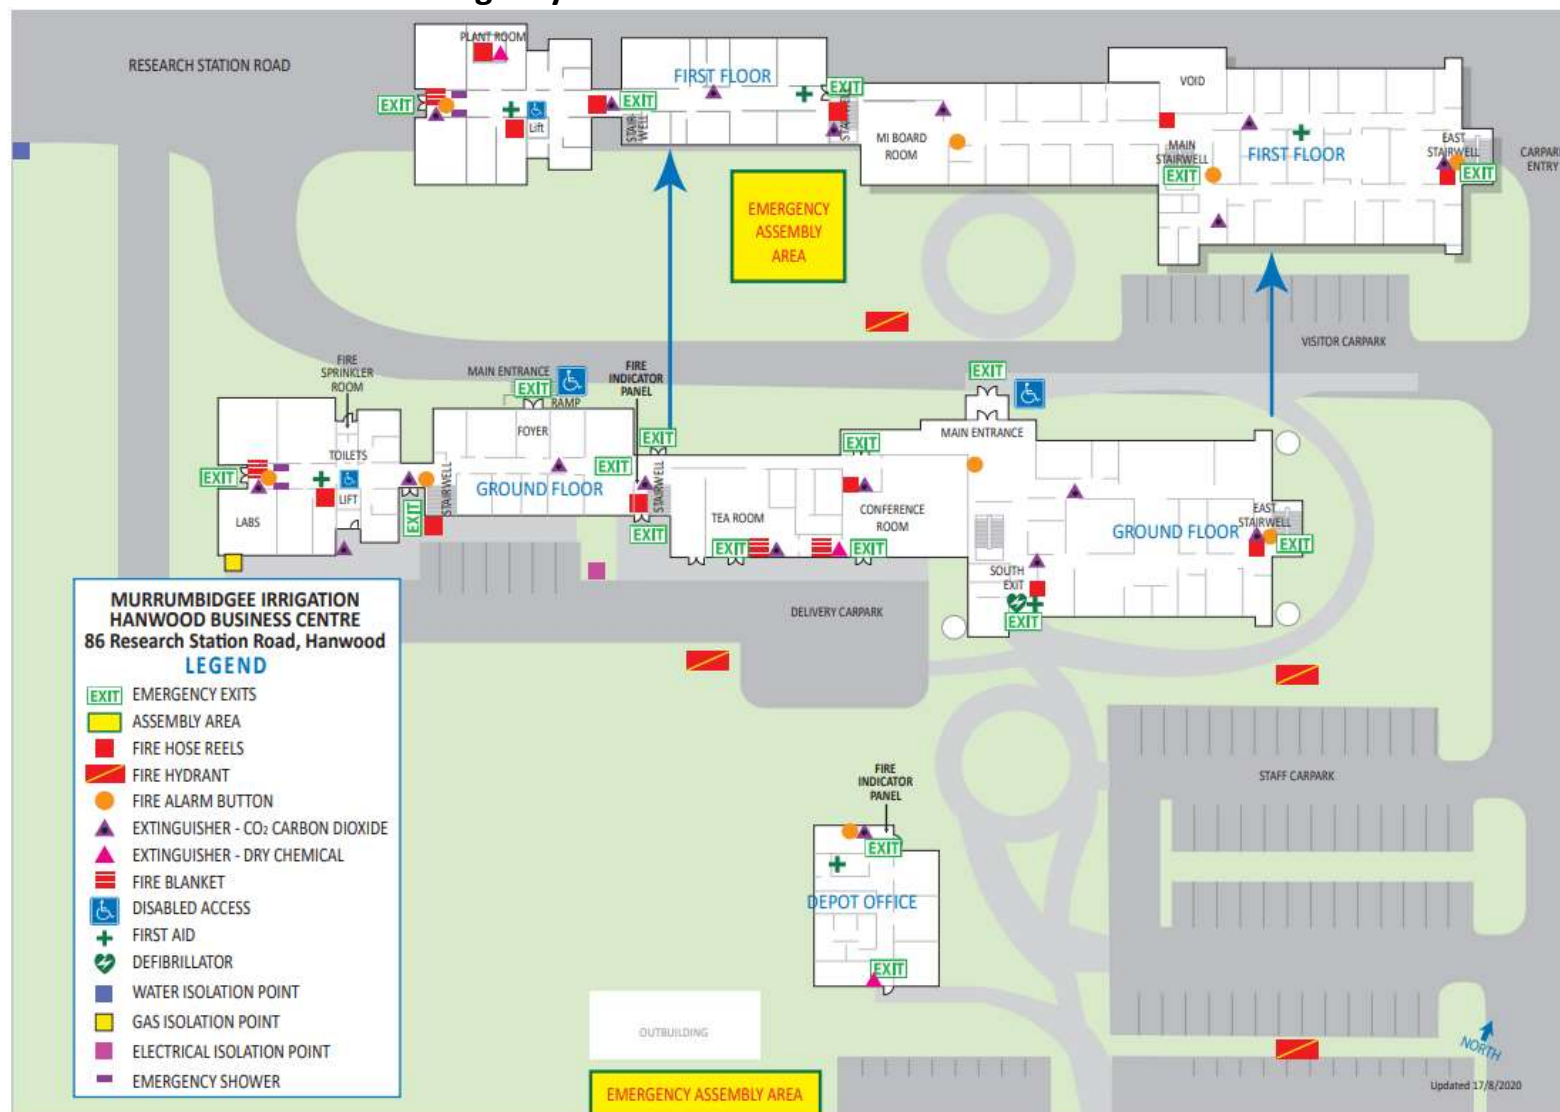 RESEARCH STATION ROAD
PLANT ROOM
EXIT
Lift
EXIT
STAIR-
WELL
FIRST FLOOR
EXIT
STAIRWELL
MI BOARD
ROOM
VOID
MAIN
STAIRWELL
EXIT
FIRST FLOOR
EAST
STAIRWELL
EXIT
CARPARK
ENTRY
EMERGENCY
ASSEMBLY
AREA
VISITOR CARPARK
FIRE
SPRINKLER
ROOM
MAIN ENTRANCE
EXIT
RAMP
FIRE
INDICATOR
PANEL
FOYER
EXIT
EXIT
TOILETS
EXIT
LIFT
LABS
EXIT
STAIRWELL
GROUND FLOOR
STAIRWELL
EXIT
TEA ROOM
EXIT
EXIT
EXIT
CONFERENCE
ROOM
EXIT
MAIN ENTRANCE
GROUND FLOOR
EAST
STAIRWELL
EXIT
SOUTH
EXIT
EXIT
DELIVERY CARPARK
MURRUMBIDGEE IRRIGATION
HANWOOD BUSINESS CENTRE
86 Research Station Road, Hanwood
LEGEND
EXIT EMERGENCY EXITS
ASSEMBLY AREA
FIRE HOSE REELS
FIRE HYDRANT
FIRE ALARM BUTTON
EXTINGUISHER - CO₂ CARBON DIOXIDE
EXTINGUISHER - DRY CHEMICAL
FIRE BLANKET
DISABLED ACCESS
FIRST AID
DEFIBRILLATOR
WATER ISOLATION POINT
GAS ISOLATION POINT
ELECTRICAL ISOLATION POINT
EMERGENCY SHOWER
FIRE
INDICATOR
PANEL
EXIT
DEPOT OFFICE
EXIT
STAFF CARPARK
OUTBUILDING
EMERGENCY ASSEMBLY AREA
NORTH
Updated 17/8/2020